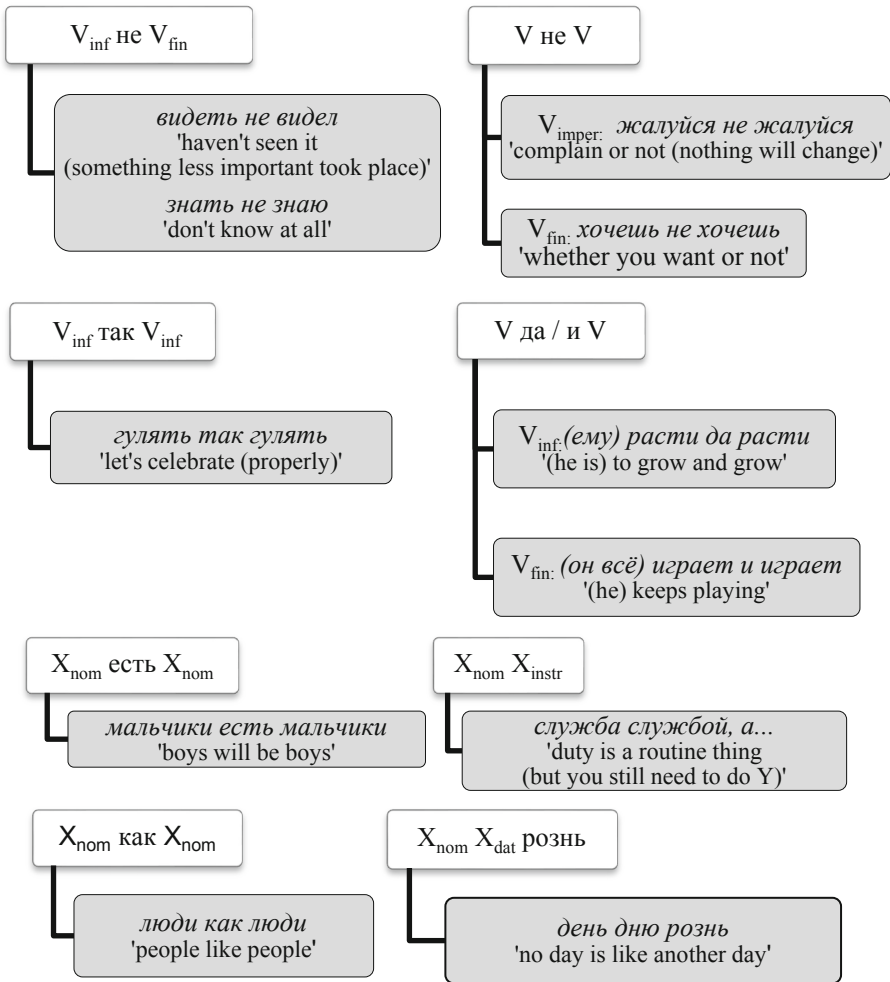 V_inf не V_fin
видеть не видел
'haven't seen it
(something less important took place)'
знать не знаю
'don't know at all'
V не V
V_imper: жалуйся не жалуйся
'complain or not (nothing will change)'
V_fin: хочешь не хочешь
'whether you want or not'
V_inf так V_inf
гулять так гулять
'let's celebrate (properly)'
V да / и V
V_inf: (ему) расти да расти
'(he is) to grow and grow'
V_fin: (он всё) играет и играет
'(he) keeps playing'
X_nom есть X_nom
мальчики есть мальчики
'boys will be boys'
X_nom X_instr
служба службой, а...
'duty is a routine thing
(but you still need to do Y)'
X_nom как X_nom
люди как люди
'people like people'
X_nom X_dat рознь
день дню рознь
'no day is like another day'